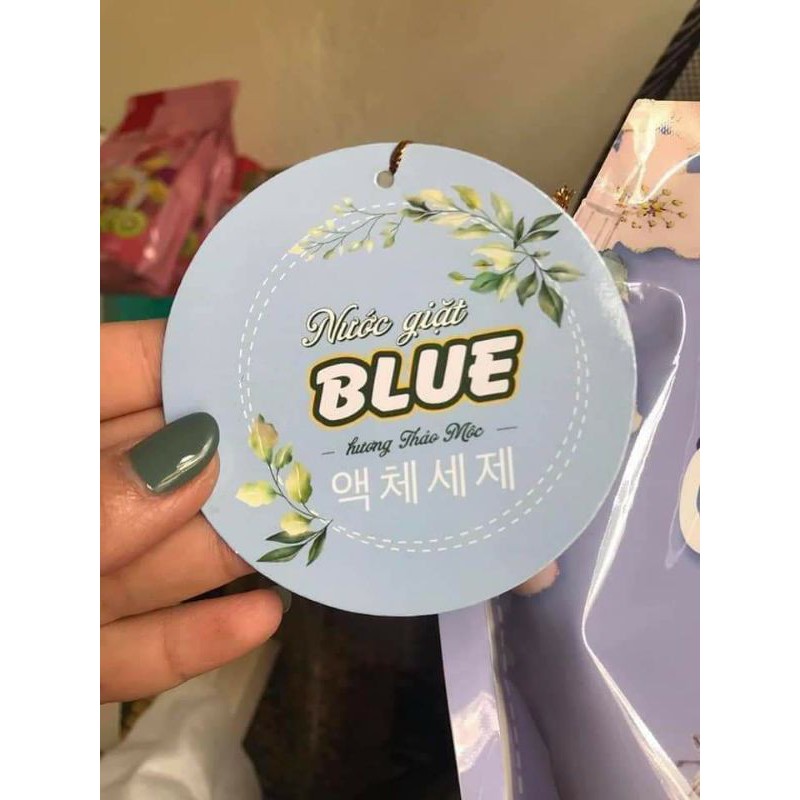 Nước giặt
BLUE
hương Thảo Mộc
액체세제